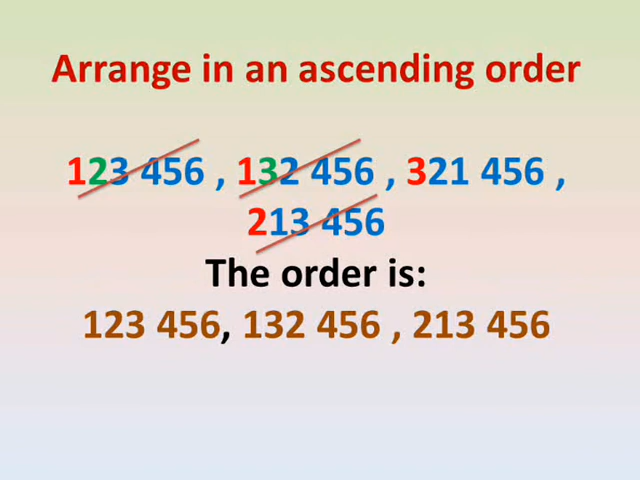 Arrange in an ascending order
123 456 , 132 456 , 321 456 ,
213 456
The order is:
123 456, 132 456 , 213 456